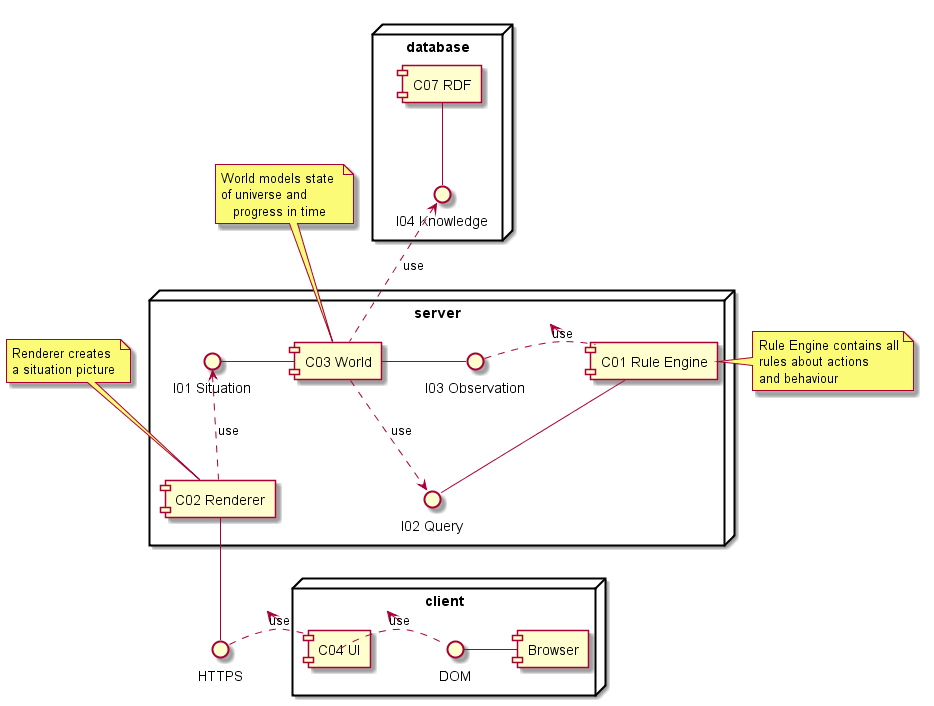 database
C07 RDF
World models state
of universe and
progress in time
I04 Knowledge
use
server
Renderer creates
a situation picture
C03 World
use
C01 Rule Engine
Rule Engine contains all
rules about actions
and behaviour
I01 Situation
I03 Observation
use
use
C02 Renderer
I02 Query
client
use
use
C04 UI
Browser
HTTPS
DOM